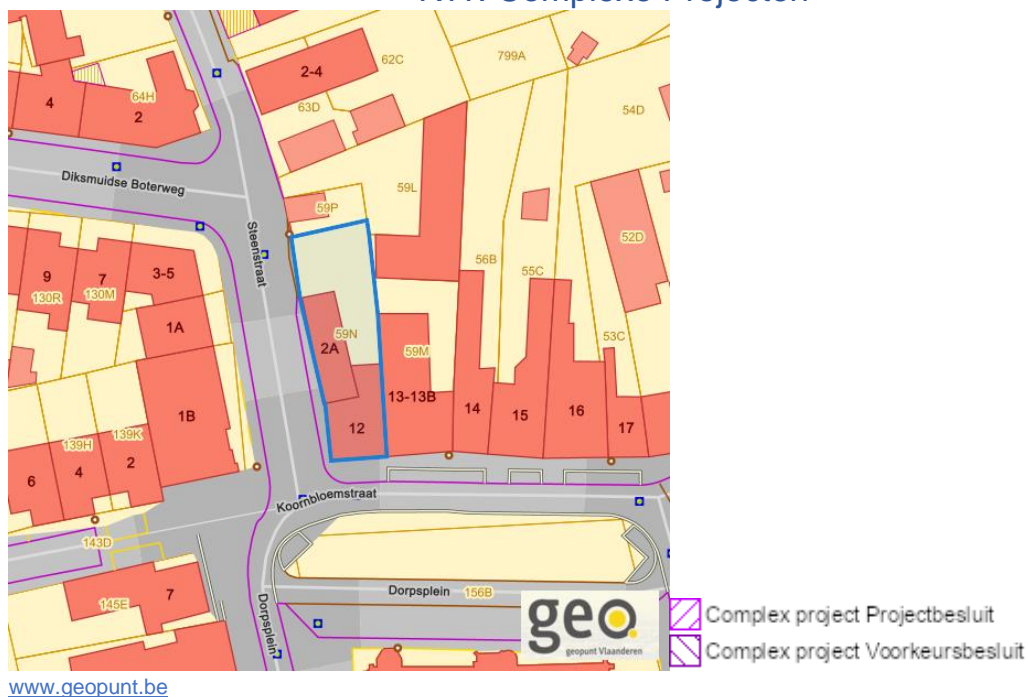 2-4
62C
799A
4
64H
2
63D
54D
Diksmuidse Boterweg
59L
59P
Steenstraat
52D
9
7
3-5
56B
55C
130R
130M
1A
59N
2A
59M
53C
13-13B
1B
14
15
16
17
12
139H
139K
6
4
2
Koornbloemstraat
143D
145E
7
Dorpsplein
Dorpsplein
156B
geo.
geopunt Vlaanderen
Complex project Projectbesluit
Complex project Voorkeursbesluit
www.geopunt.be